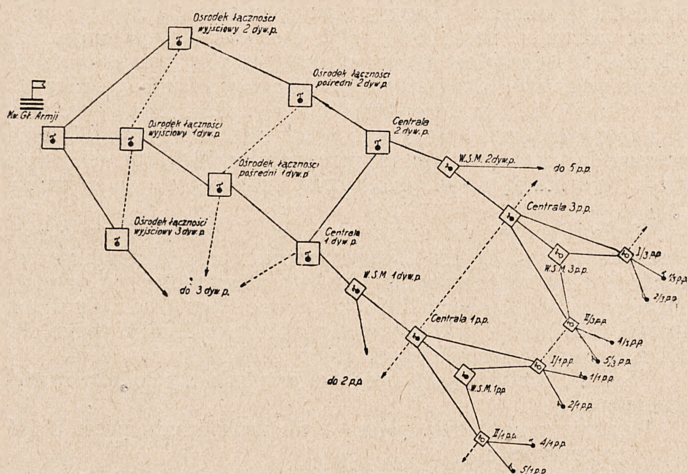 Ośrodek łączności
wyjściowy 2 dyw.p.
Ośrodek łączności
pośredni 2 dyw.p.
Kw. Gł. Armji
Ośrodek łączności
wyjściowy 1 dyw.p.
Centrala
2 dyw.p.
Ośrodek łączności
pośredni 1 dyw.p.
W.S.M. 2 dyw.p.
do 5 p.p.
Ośrodek łączności
wyjściowy 3 dyw.p.
Centrala 3 p.p.
Centrala
1 dyw.p.
I/3 p.p.
W.S.M. 3 p.p.
1/3 p.p.
do 3 dyw.p.
W.S.M. 1 dyw.p.
2/3 p.p.
Centrala 1 p.p.
II/3 p.p.
4/3 p.p.
5/3 p.p.
do 2 p.p.
I/1 p.p.
1/1 p.p.
W.S.M. 1 p.p.
2/1 p.p.
II/1 p.p.
4/1 p.p.
5/1 p.p.